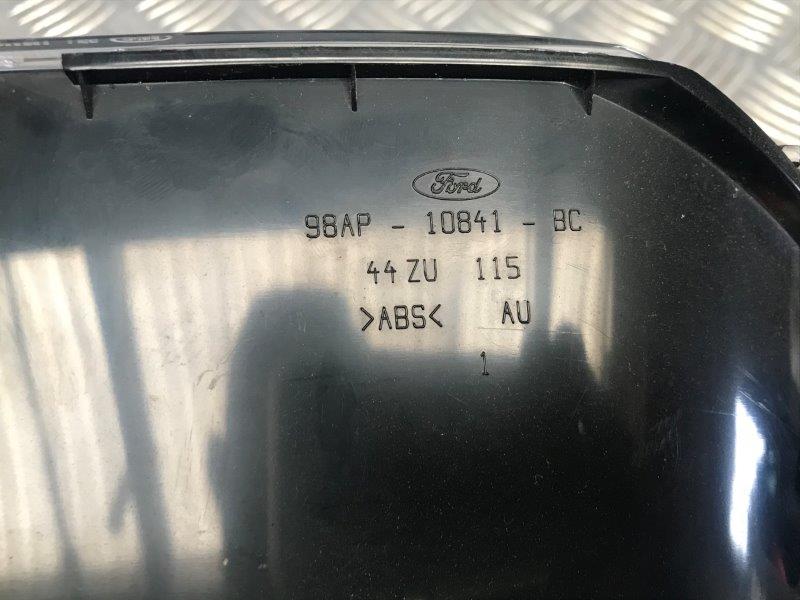 Ford
98AP - 10841 - BC
44 ZU 115
>ABS< AU
1